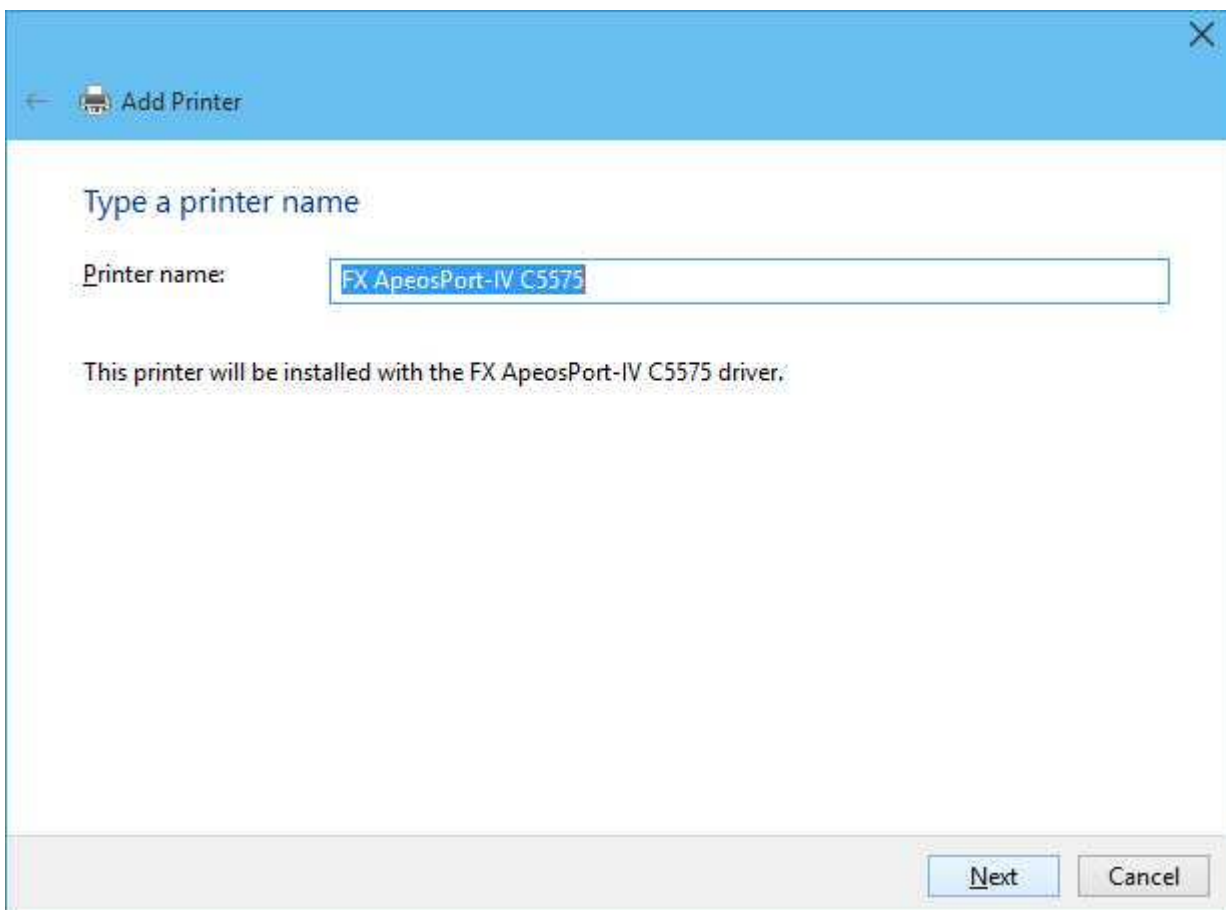 Add Printer
Type a printer name
Printer name: FX ApeosPort-IV C5575
This printer will be installed with the FX ApeosPort-IV C5575 driver.
Next Cancel